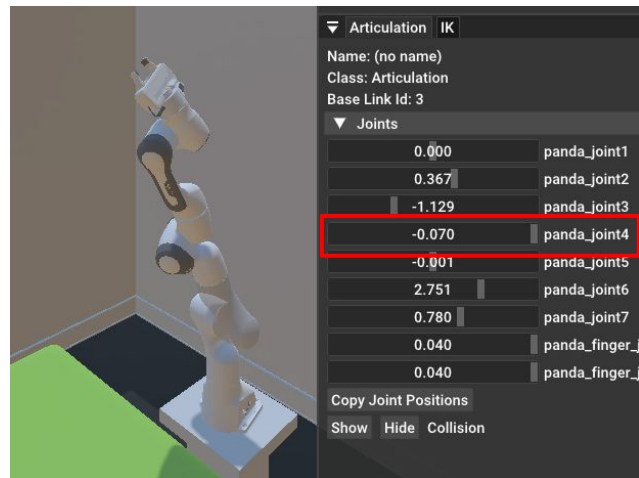 Articulation IK
Name: (no name)
Class: Articulation
Base Link Id: 3
Joints
0.000 panda_joint1
0.367 panda_joint2
-1.129 panda_joint3
-0.070 panda_joint4
-0.001 panda_joint5
2.751 panda_joint6
0.780 panda_joint7
0.040 panda_finger_j
0.040 panda_finger_j
Copy Joint Positions
Show Hide Collision